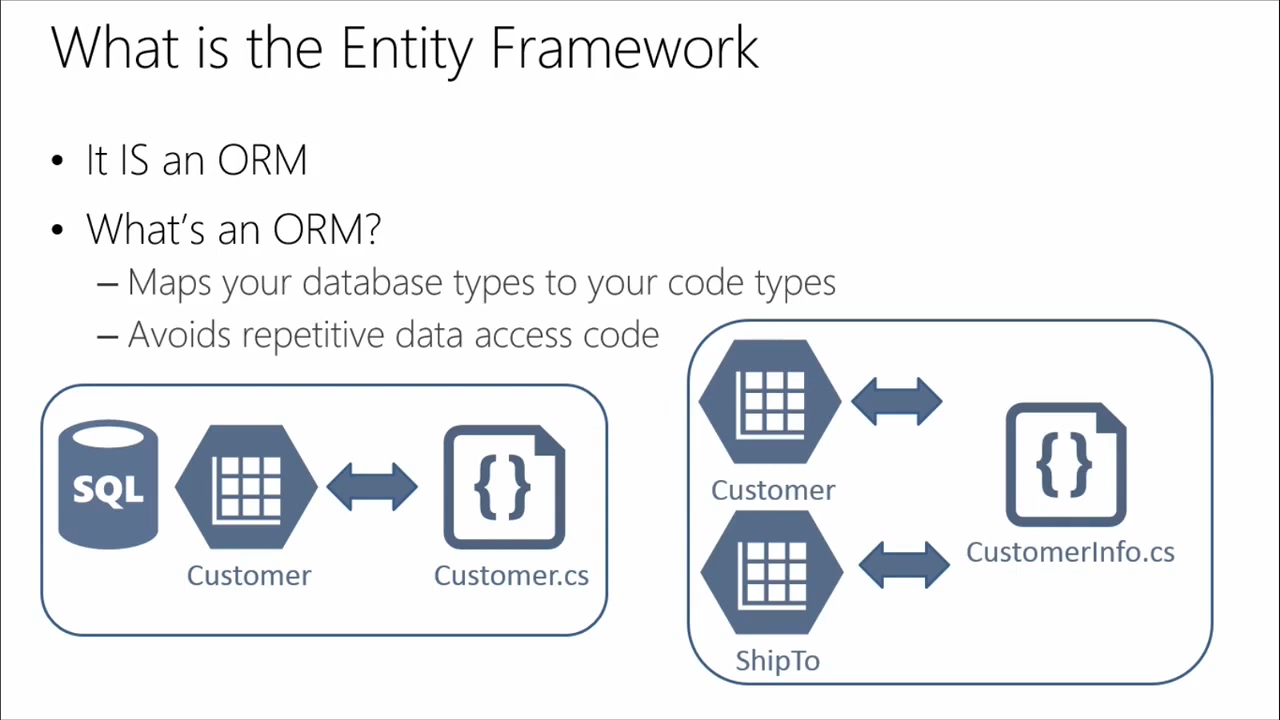 What is the Entity Framework
• It IS an ORM
• What's an ORM?
– Maps your database types to your code types
– Avoids repetitive data access code
SQL
Customer
Customer.cs
Customer
ShipTo
CustomerInfo.cs